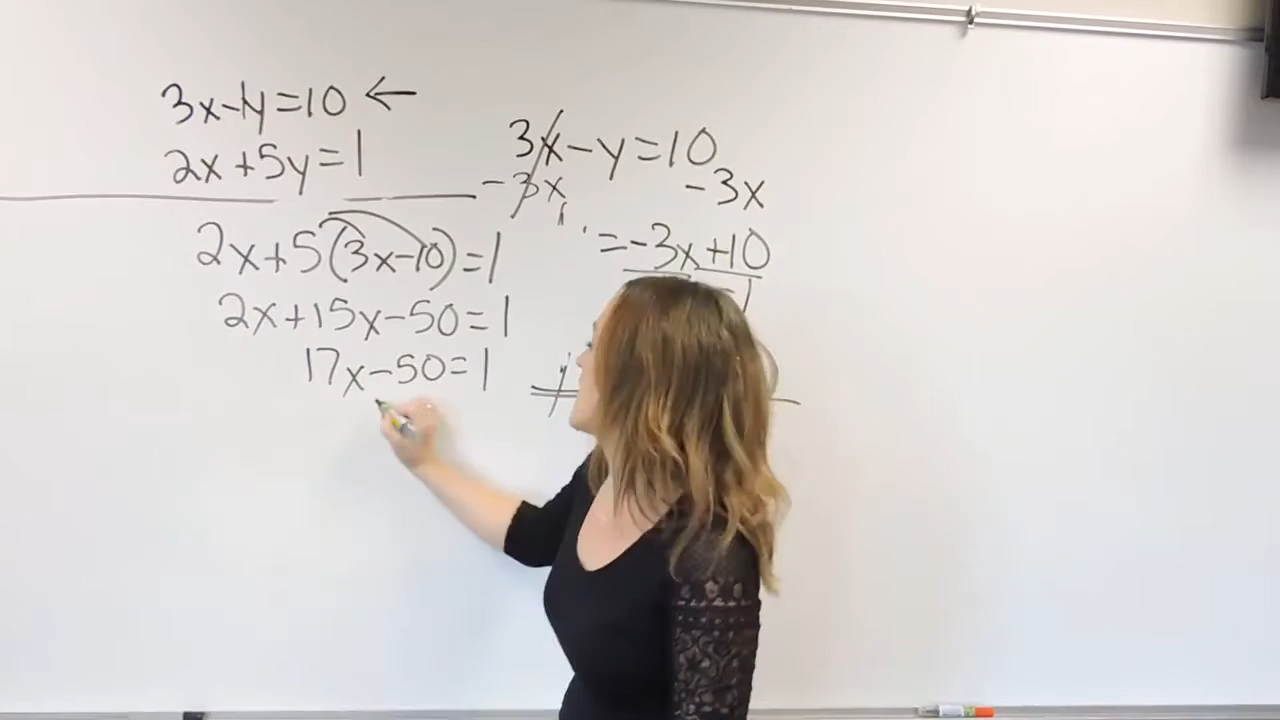 3x-y=10 ←
2x+5y=1
2x+5(3x-10)=1
2x+15x-50=1
17x-50=1
3x-y=10
-3x -3x
=-3x+10
-1